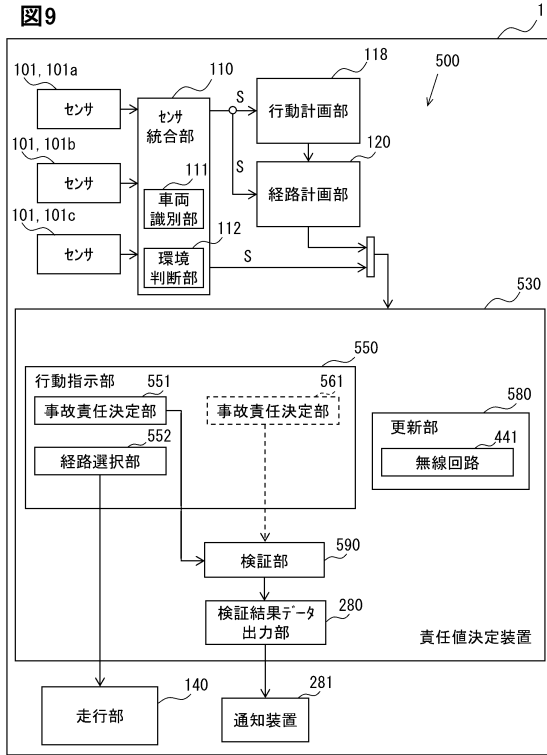 図9
1
500
101, 101a
センサ
101, 101b
センサ
101, 101c
センサ
110
センサ
統合部
111
車両
識別部
112
環境
判断部
S
S
S
118
行動計画部
120
経路計画部
530
550
行動指示部
551
事故責任決定部
552
経路選択部
561
事故責任決定部
580
更新部
441
無線回路
590
検証部
280
検証結果データ
出力部
責任値決定装置
140
走行部
281
通知装置